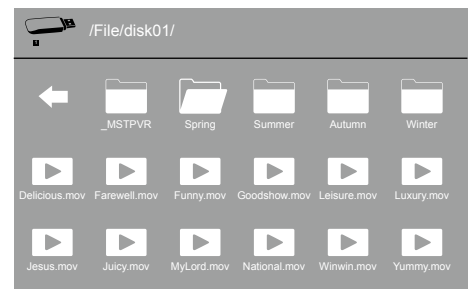 /File/disk01/
_MSTPVR Spring Summer Autumn Winter
Delicious.mov Farewell.mov Funny.mov Goodshow.mov Leisure.mov Luxury.mov
Jesus.mov Juicy.mov MyLord.mov National.mov Winwin.mov Yummy.mov